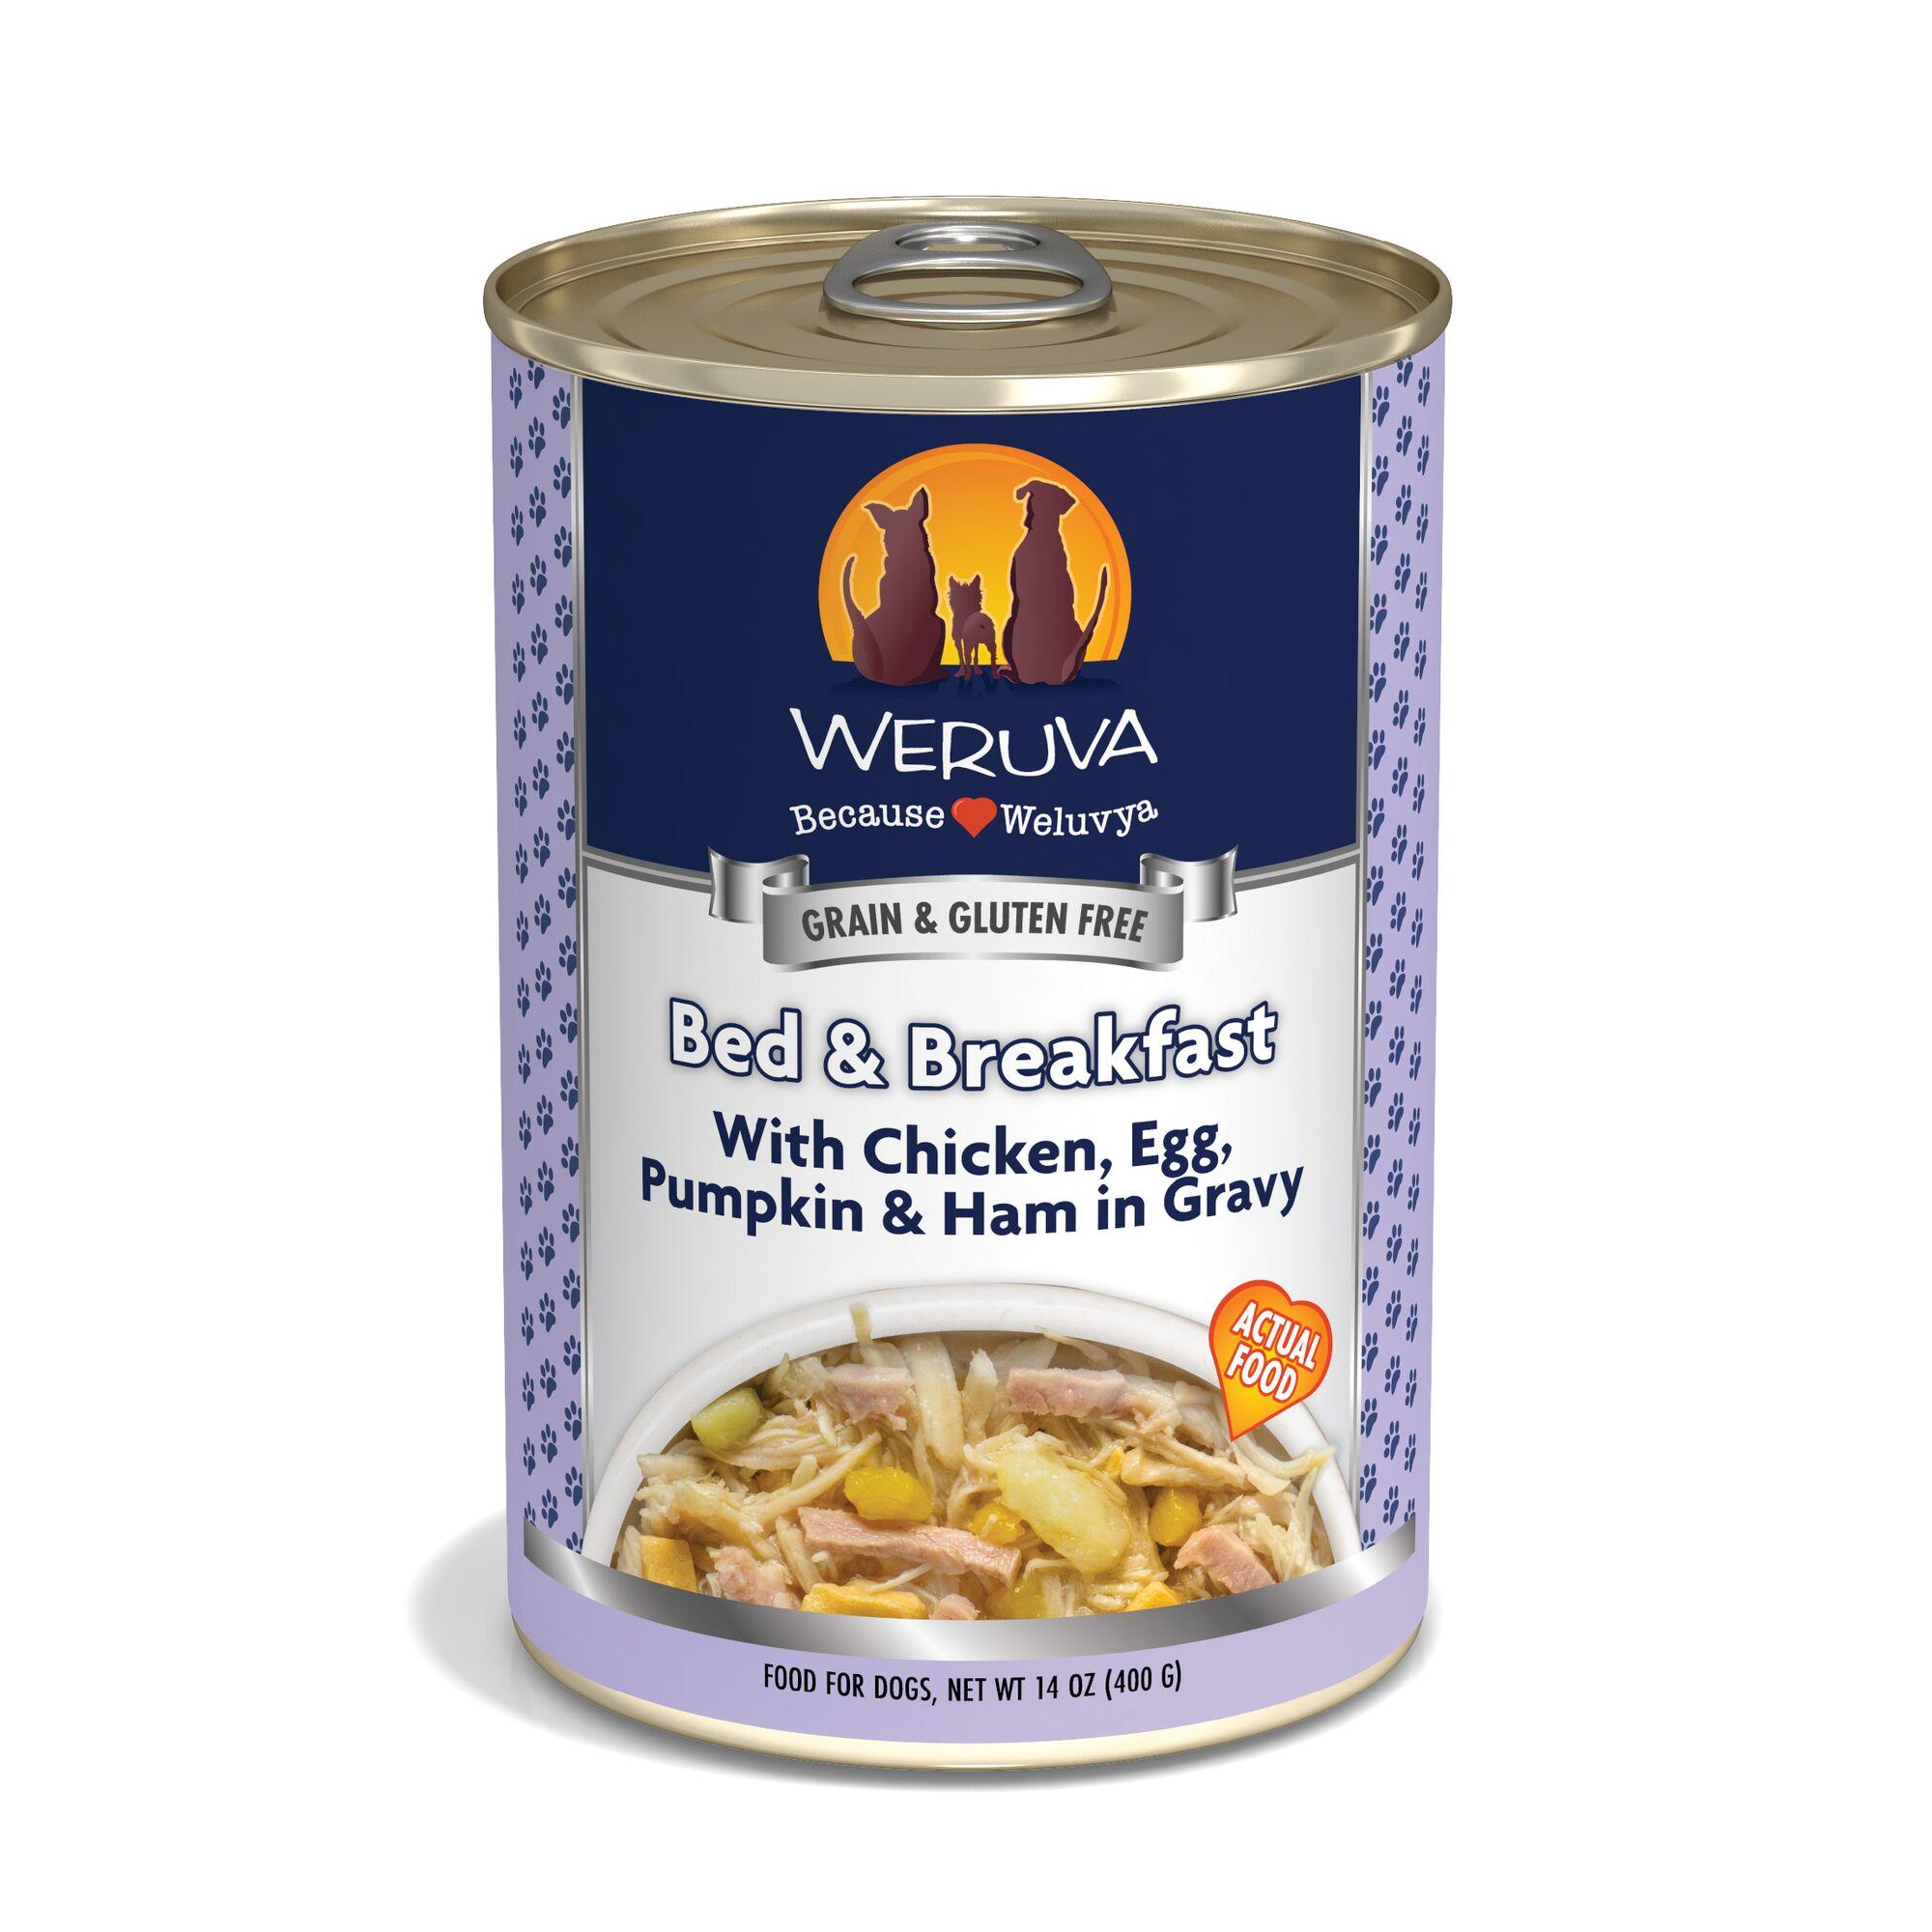 WERUVA
Because Weluvya
GRAIN & GLUTEN FREE
Bed & Breakfast
With Chicken, Egg,
Pumpkin & Ham in Gravy
ACTUAL
FOOD
FOOD FOR DOGS, NET WT 14 OZ (400 G)